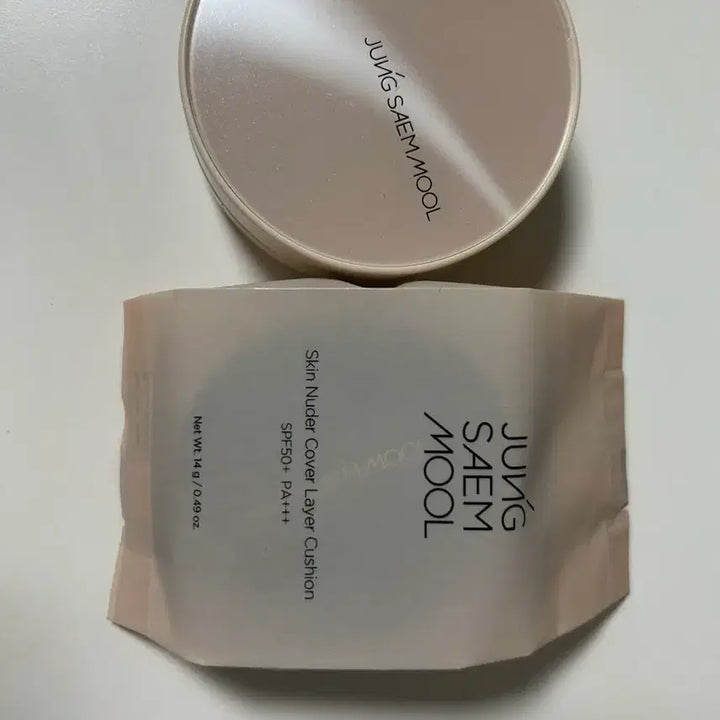 JUNG SAEM MOOL
JUNG
SAEM
MOOL
Skin Nuder Cover Layer Cushion
SPF50+ PA+++
Net Wt. 14 g / 0.49 oz.